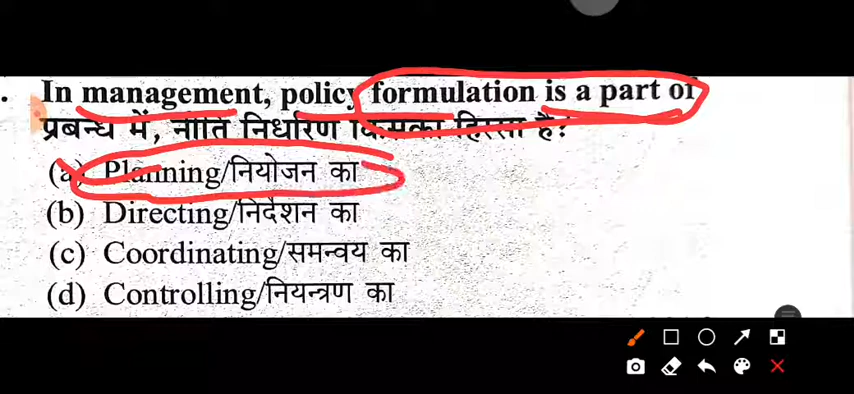 . In management, policy formulation is a part of
प्रबन्ध में, नीति निर्धारण किसका हिस्सा है?
(a) Planning/नियोजन का
(b) Directing/निर्देशन का
(c) Coordinating/समन्वय का
(d) Controlling/नियन्त्रण का